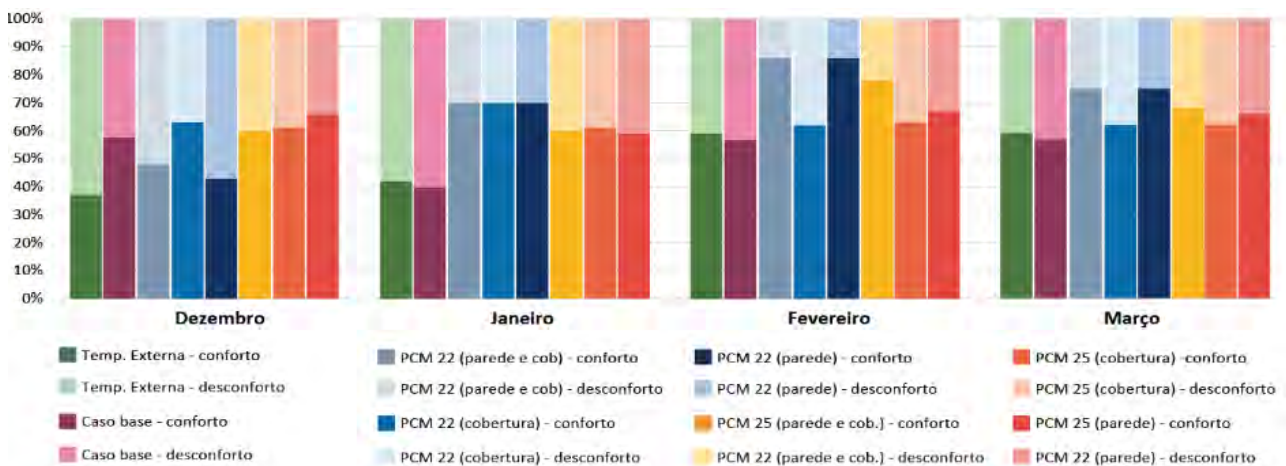 100%
90%
80%
70%
60%
50%
40%
30%
20%
10%
0%
Dezembro
Janeiro
Fevereiro
Março
Temp. Externa - conforto
Temp. Externa - desconforto
Caso base - conforto
Caso base - desconforto
PCM 22 (parede e cob) - conforto
PCM 22 (parede e cob) - desconforto
PCM 22 (cobertura) - conforto
PCM 22 (cobertura) - desconforto
PCM 22 (parede) - conforto
PCM 22 (parede) - desconforto
PCM 25 (parede e cob.) - conforto
PCM 22 (parede e cob.) - desconforto
PCM 25 (cobertura) - conforto
PCM 25 (cobertura) - desconforto
PCM 25 (parede) - conforto
PCM 22 (parede) - desconforto